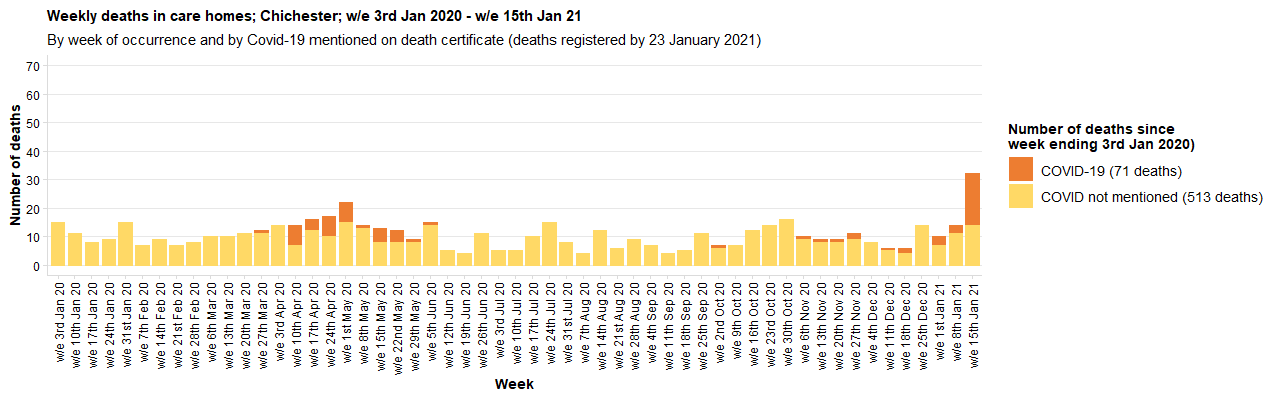 Weekly deaths in care homes; Chichester; w/e 3rd Jan 2020 - w/e 15th Jan 21
By week of occurrence and by Covid-19 mentioned on death certificate (deaths registered by 23 January 2021)
Number of deaths
70
60
50
40
30
20
10
0
w/e 3rd Jan 20
w/e 10th Jan 20
w/e 17th Jan 20
w/e 24th Jan 20
w/e 31st Jan 20
w/e 7th Feb 20
w/e 14th Feb 20
w/e 21st Feb 20
w/e 28th Feb 20
w/e 6th Mar 20
w/e 13th Mar 20
w/e 20th Mar 20
w/e 27th Mar 20
w/e 3rd Apr 20
w/e 10th Apr 20
w/e 17th Apr 20
w/e 24th Apr 20
w/e 1st May 20
w/e 8th May 20
w/e 15th May 20
w/e 22nd May 20
w/e 29th May 20
w/e 5th Jun 20
w/e 12th Jun 20
w/e 19th Jun 20
w/e 26th Jun 20
w/e 3rd Jul 20
w/e 10th Jul 20
w/e 17th Jul 20
w/e 24th Jul 20
w/e 31st Jul 20
w/e 7th Aug 20
w/e 14th Aug 20
w/e 21st Aug 20
w/e 28th Aug 20
w/e 4th Sep 20
w/e 11th Sep 20
w/e 18th Sep 20
w/e 25th Sep 20
w/e 2nd Oct 20
w/e 9th Oct 20
w/e 16th Oct 20
w/e 23rd Oct 20
w/e 30th Oct 20
w/e 6th Nov 20
w/e 13th Nov 20
w/e 20th Nov 20
w/e 27th Nov 20
w/e 4th Dec 20
w/e 11th Dec 20
w/e 18th Dec 20
w/e 25th Dec 20
w/e 1st Jan 21
w/e 8th Jan 21
w/e 15th Jan 21
Week
Number of deaths since
week ending 3rd Jan 2020)
COVID-19 (71 deaths)
COVID not mentioned (513 deaths)